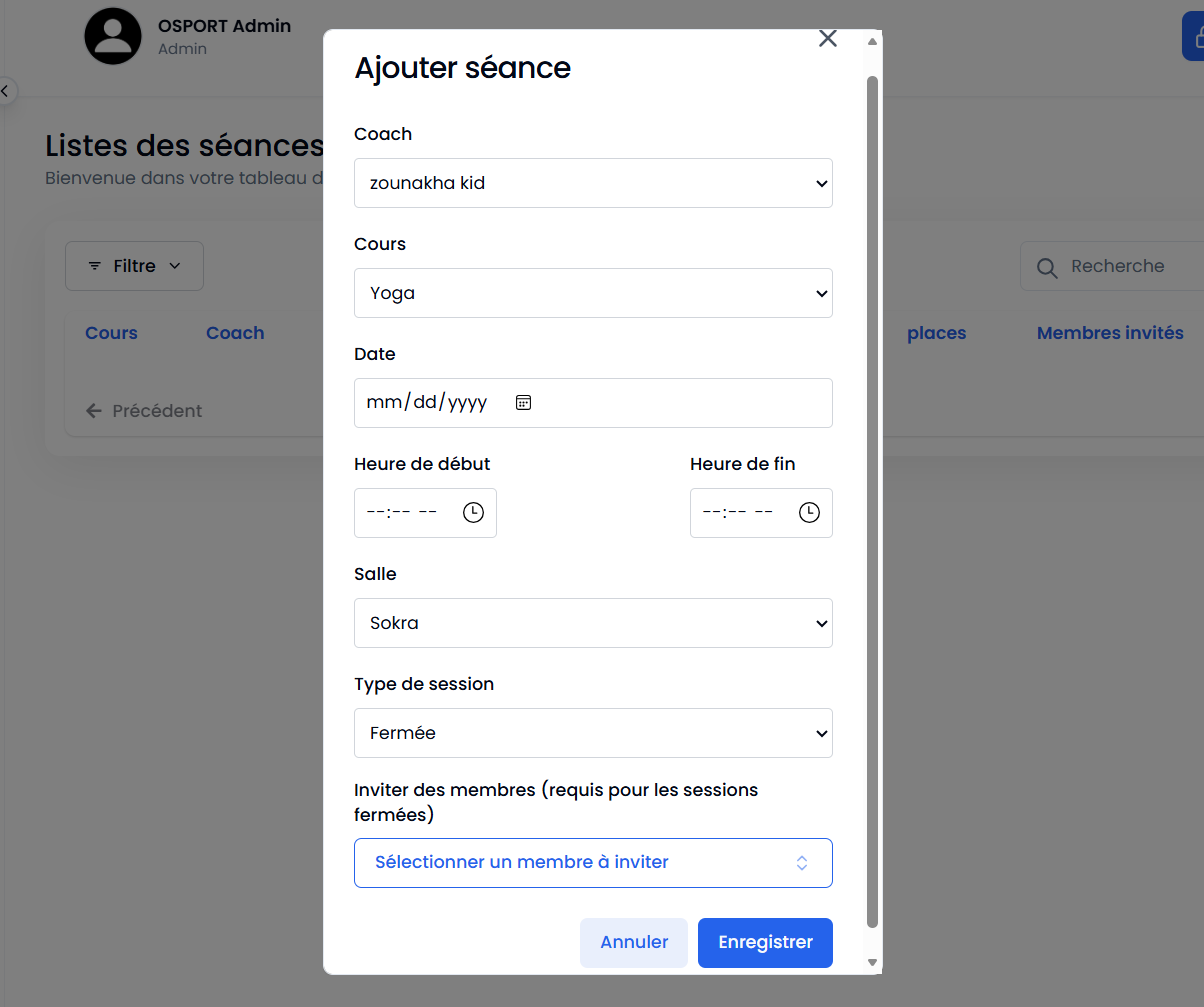 OSPORT Admin
Admin
Ajouter séance
Listes des séances
Bienvenue dans votre tableau d
Filtre
Recherche
Cours
Coach
places
Membres invités
Précédent
Coach
zounakha kid
Cours
Yoga
Date
mm/dd/yyyy
Heure de début
Heure de fin
--:-- --
--:-- --
Salle
Sokra
Type de session
Fermée
Inviter des membres (requis pour les sessions
fermées)
Sélectionner un membre à inviter
Annuler
Enregistrer